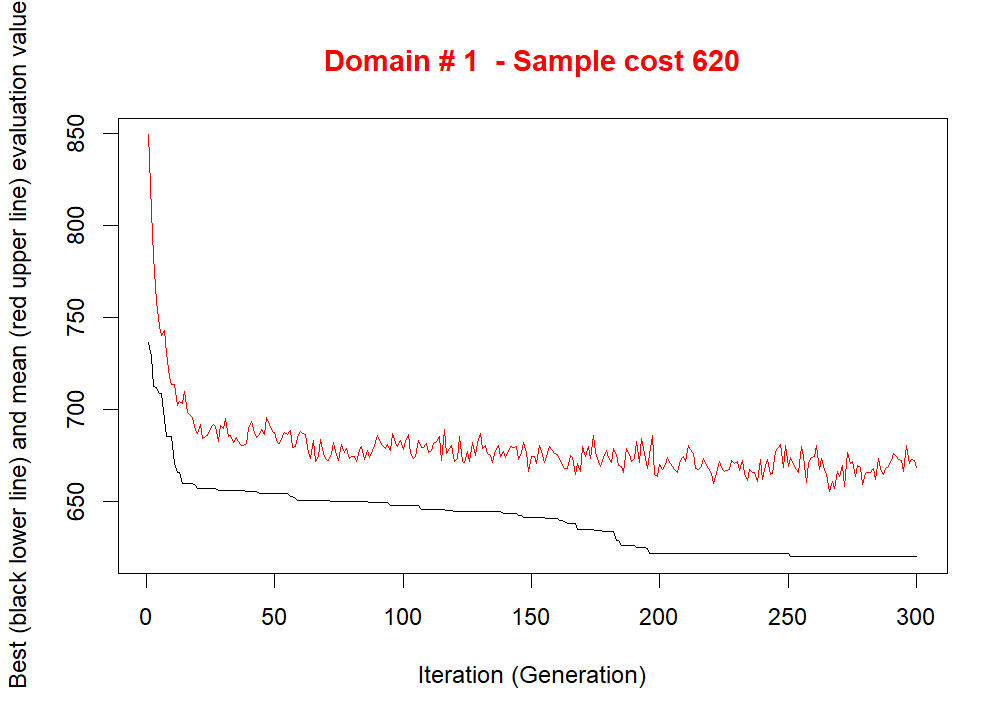 Domain # 1  - Sample cost 620
Best (black lower line) and mean (red upper line) evaluation value
850
800
750
700
650
0 50 100 150 200 250 300
Iteration (Generation)